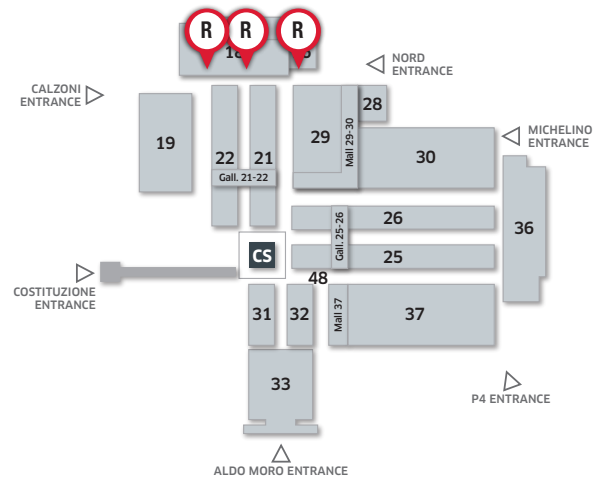 R R R
18
NORD
ENTRANCE
CALZONI
ENTRANCE
28
MICHELINO
ENTRANCE
19
22
21
29
Mall 29-30
30
Gall. 21-22
26
Gall. 25-26
36
CS
25
48
COSTITUZIONE
ENTRANCE
31
32
Mall 37
37
33
P4 ENTRANCE
ALDO MORO ENTRANCE